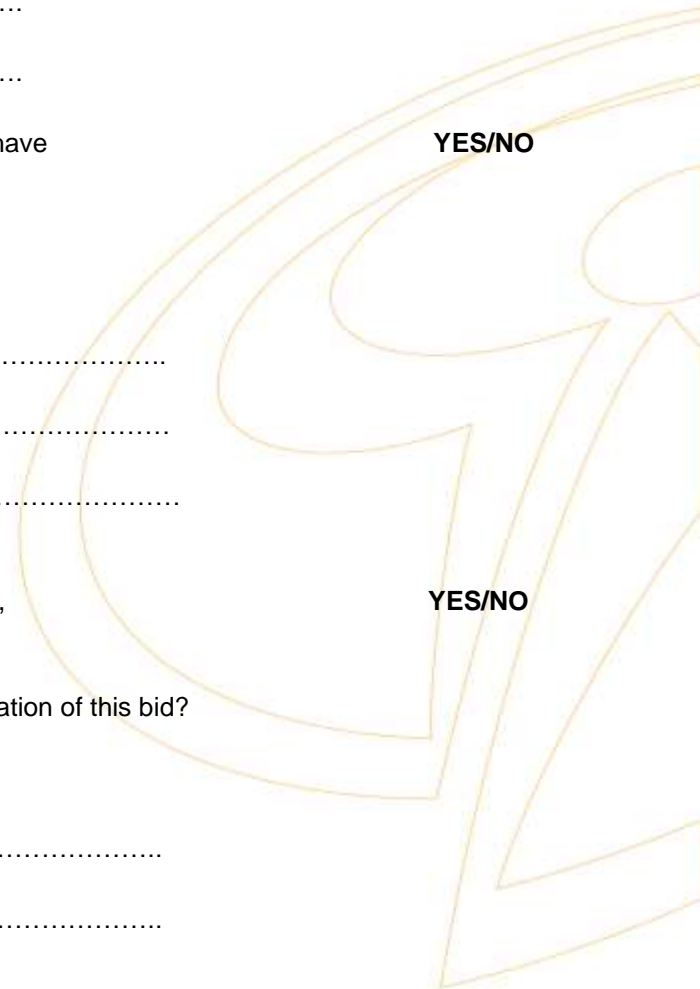 …
…
have YES/NO
……………….
………………
…………………
, YES/NO
ation of this bid?
………………..
………………..